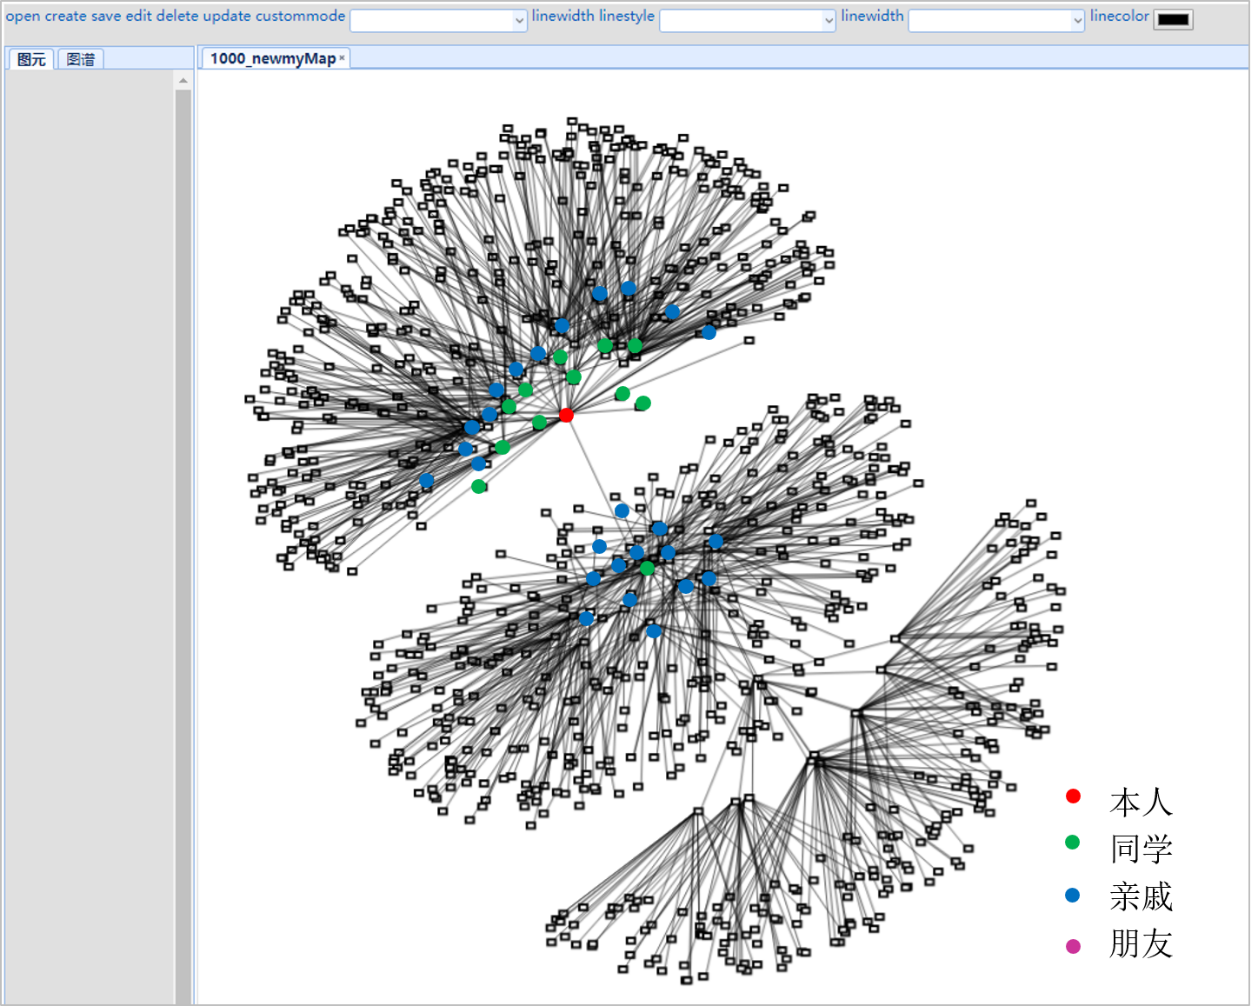 open create save edit delete update custommode linewidth linestyle linewidth linecolor
图元 图谱 1000_newmyMap ×
本人
同学
亲戚
朋友